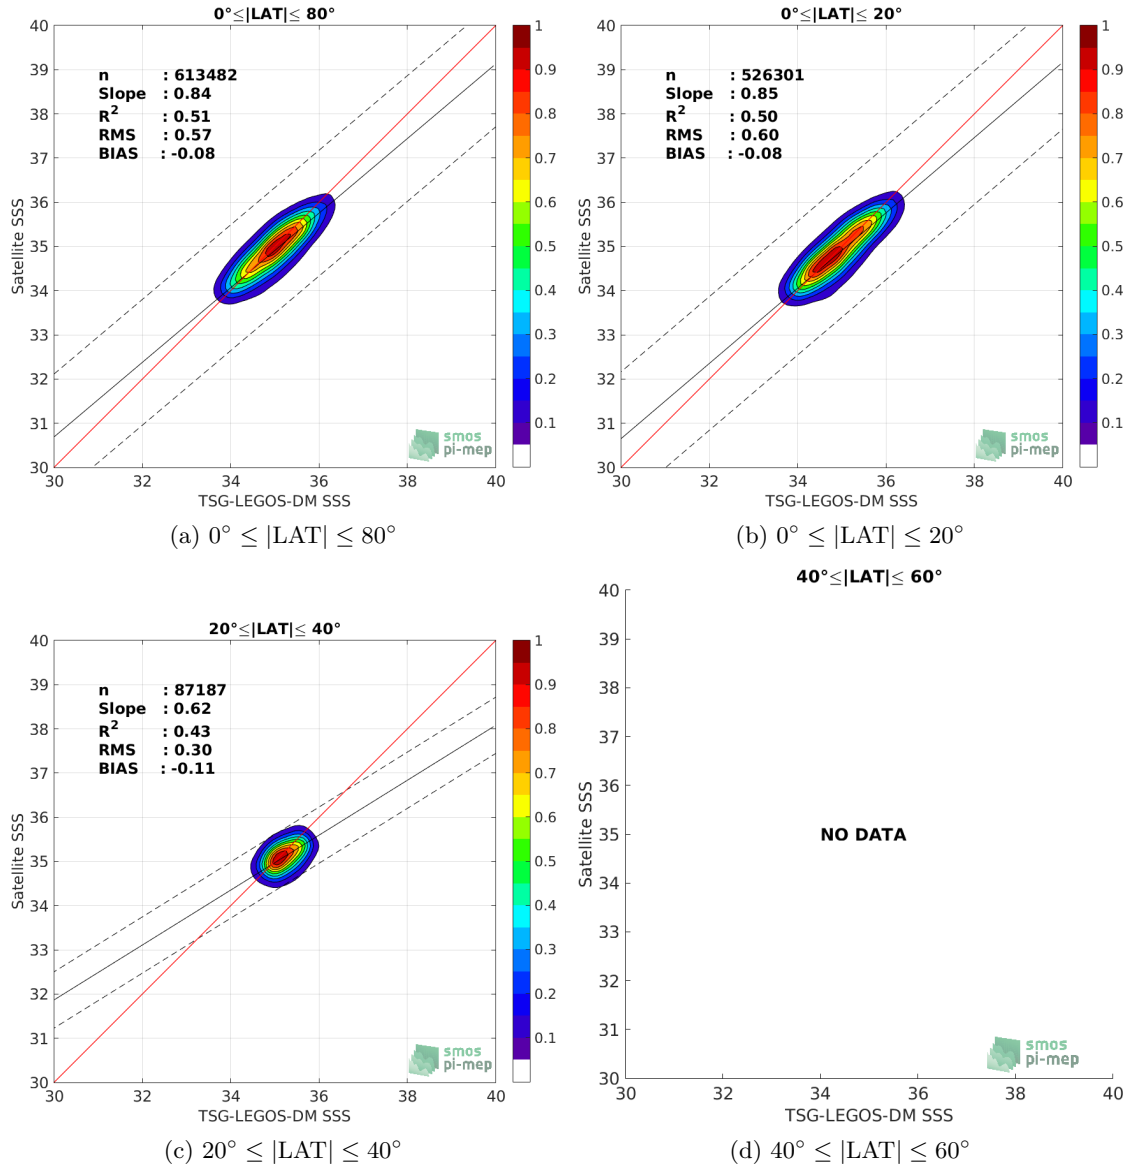 0°≤|LAT|≤ 80°
n : 613482
Slope : 0.84
R² : 0.51
RMS : 0.57
BIAS : -0.08
Satellite SSS
40
39
38
37
36
35
34
33
32
31
30
30 32 34 36 38 40
TSG-LEGOS-DM SSS
1
0.9
0.8
0.7
0.6
0.5
0.4
0.3
0.2
0.1
smos
pi-mep
(a) 0° ≤ |LAT| ≤ 80°
0°≤|LAT|≤ 20°
n : 526301
Slope : 0.85
R² : 0.50
RMS : 0.60
BIAS : -0.08
Satellite SSS
40
39
38
37
36
35
34
33
32
31
30
30 32 34 36 38 40
TSG-LEGOS-DM SSS
1
0.9
0.8
0.7
0.6
0.5
0.4
0.3
0.2
0.1
smos
pi-mep
(b) 0° ≤ |LAT| ≤ 20°
20°≤|LAT|≤ 40°
n : 87187
Slope : 0.62
R² : 0.43
RMS : 0.30
BIAS : -0.11
Satellite SSS
40
39
38
37
36
35
34
33
32
31
30
30 32 34 36 38 40
TSG-LEGOS-DM SSS
1
0.9
0.8
0.7
0.6
0.5
0.4
0.3
0.2
0.1
smos
pi-mep
(c) 20° ≤ |LAT| ≤ 40°
40°≤|LAT|≤ 60°
NO DATA
Satellite SSS
40
39
38
37
36
35
34
33
32
31
30
30 32 34 36 38 40
TSG-LEGOS-DM SSS
smos
pi-mep
(d) 40° ≤ |LAT| ≤ 60°